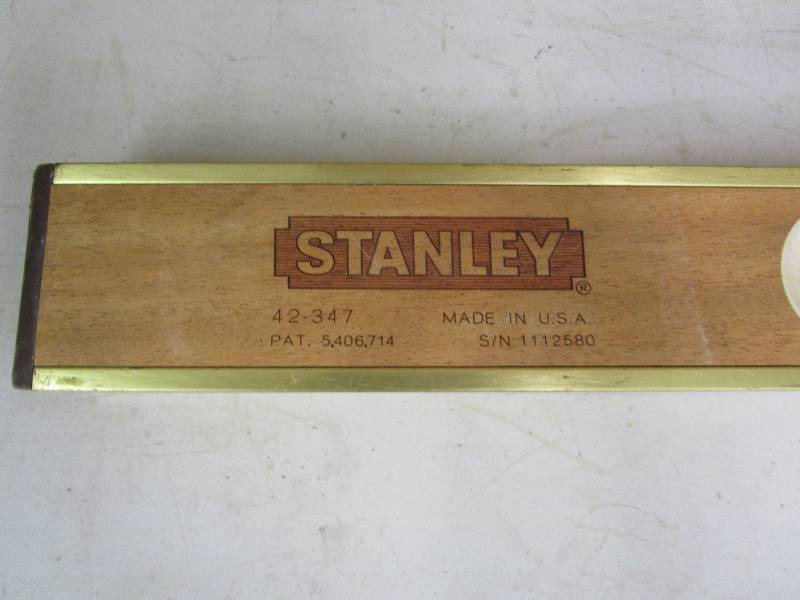 STANLEY ®
42-347 MADE IN U.S.A.
PAT. 5,406,714 S/N 1112580